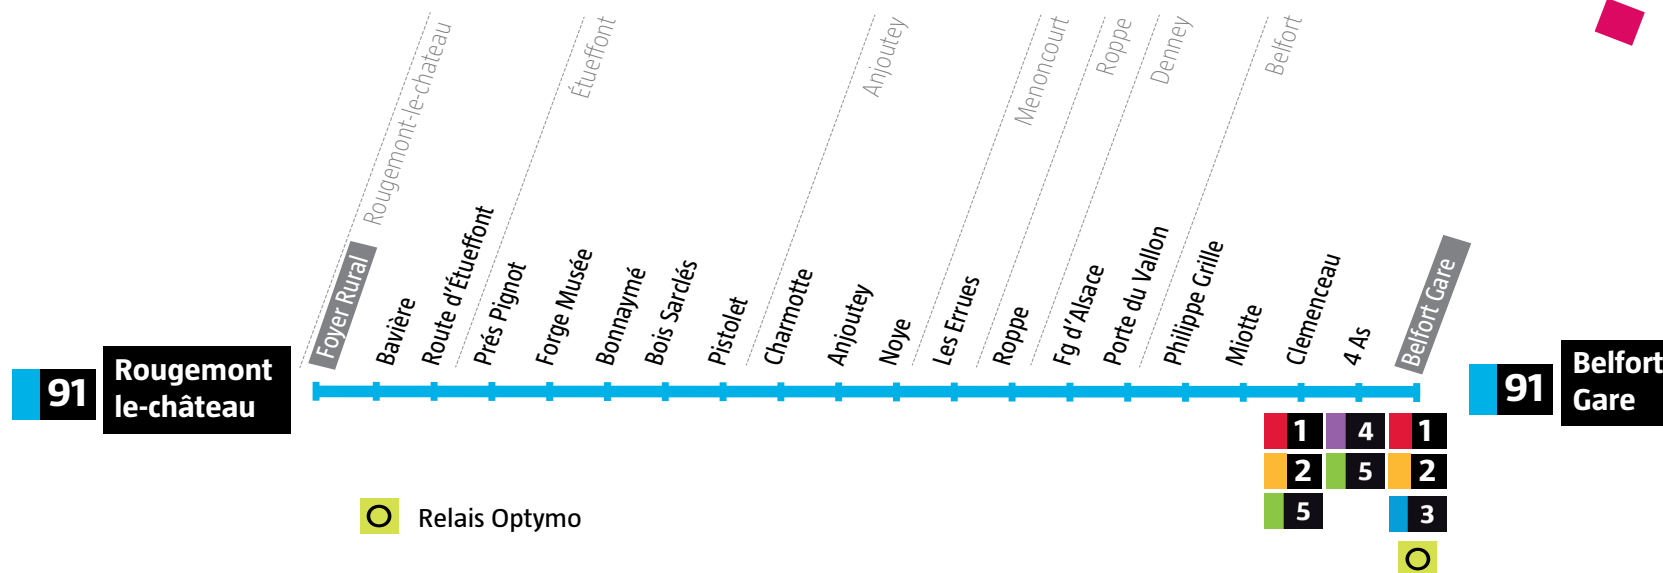 Rougemont-le-chateau
Étueffont
Anjoutey
Menoncourt
Roppe
Denney
Belfort
Foyer Rural
Bavière
Route d'Étueffont
Prés Pignot
Forge Musée
Bonnaymé
Bois Sarclés
Pistolet
Charmotte
Anjoutey
Noye
Les Errues
Roppe
Fg d'Alsace
Porte du Vallon
Philippe Grille
Miotte
Clemenceau
4 As
Belfort Gare
91
Rougemont
le-château
91
Belfort
Gare
1 4 1
2 5 2
5 3
O
O Relais Optymo